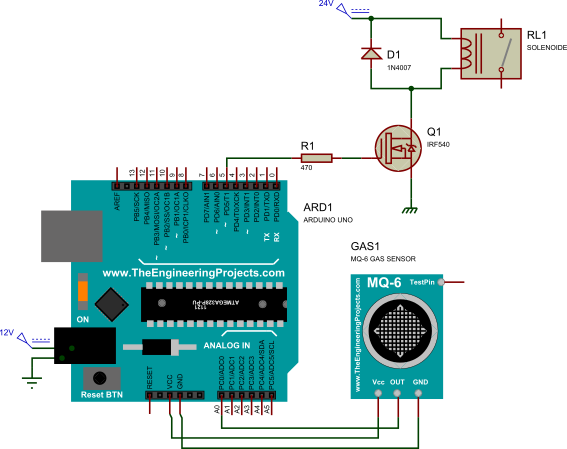 24V
RL1
SOLENOIDE
D1
1N4007
Q1
IRF540
R1
470
13 12 11 10 9 8 7 6 5 4 3 2 1 0
AREF
PB5/SCK
PB4/MISO
~ PB3/MOSI/OC2A
~ PB2/SS/OC1B
~ PB1/OC1A
PB0/ICP1/CLKO
PD7/AIN1
~ PD6/AIN0
~ PD5/T1
PD4/T0/XCK
~ PD3/INT1
PD2/INT0
TX PD1/TXD
RX PD0/RXD
ARD1
ARDUINO UNO
www.TheEngineeringProjects.com
ATMEGA328P-PU
1121
ON
12V
ANALOG IN
Reset BTN
RESET
VCC
GND
PC0/ADC0
PC1/ADC1
PC2/ADC2
PC3/ADC3
PC4/ADC4/SDA
PC5/ADC5/SCL
A0 A1 A2 A3 A4 A5
GAS1
MQ-6 GAS SENSOR
MQ-6
TestPin
www.TheEngineeringProjects.com
Vcc OUT GND